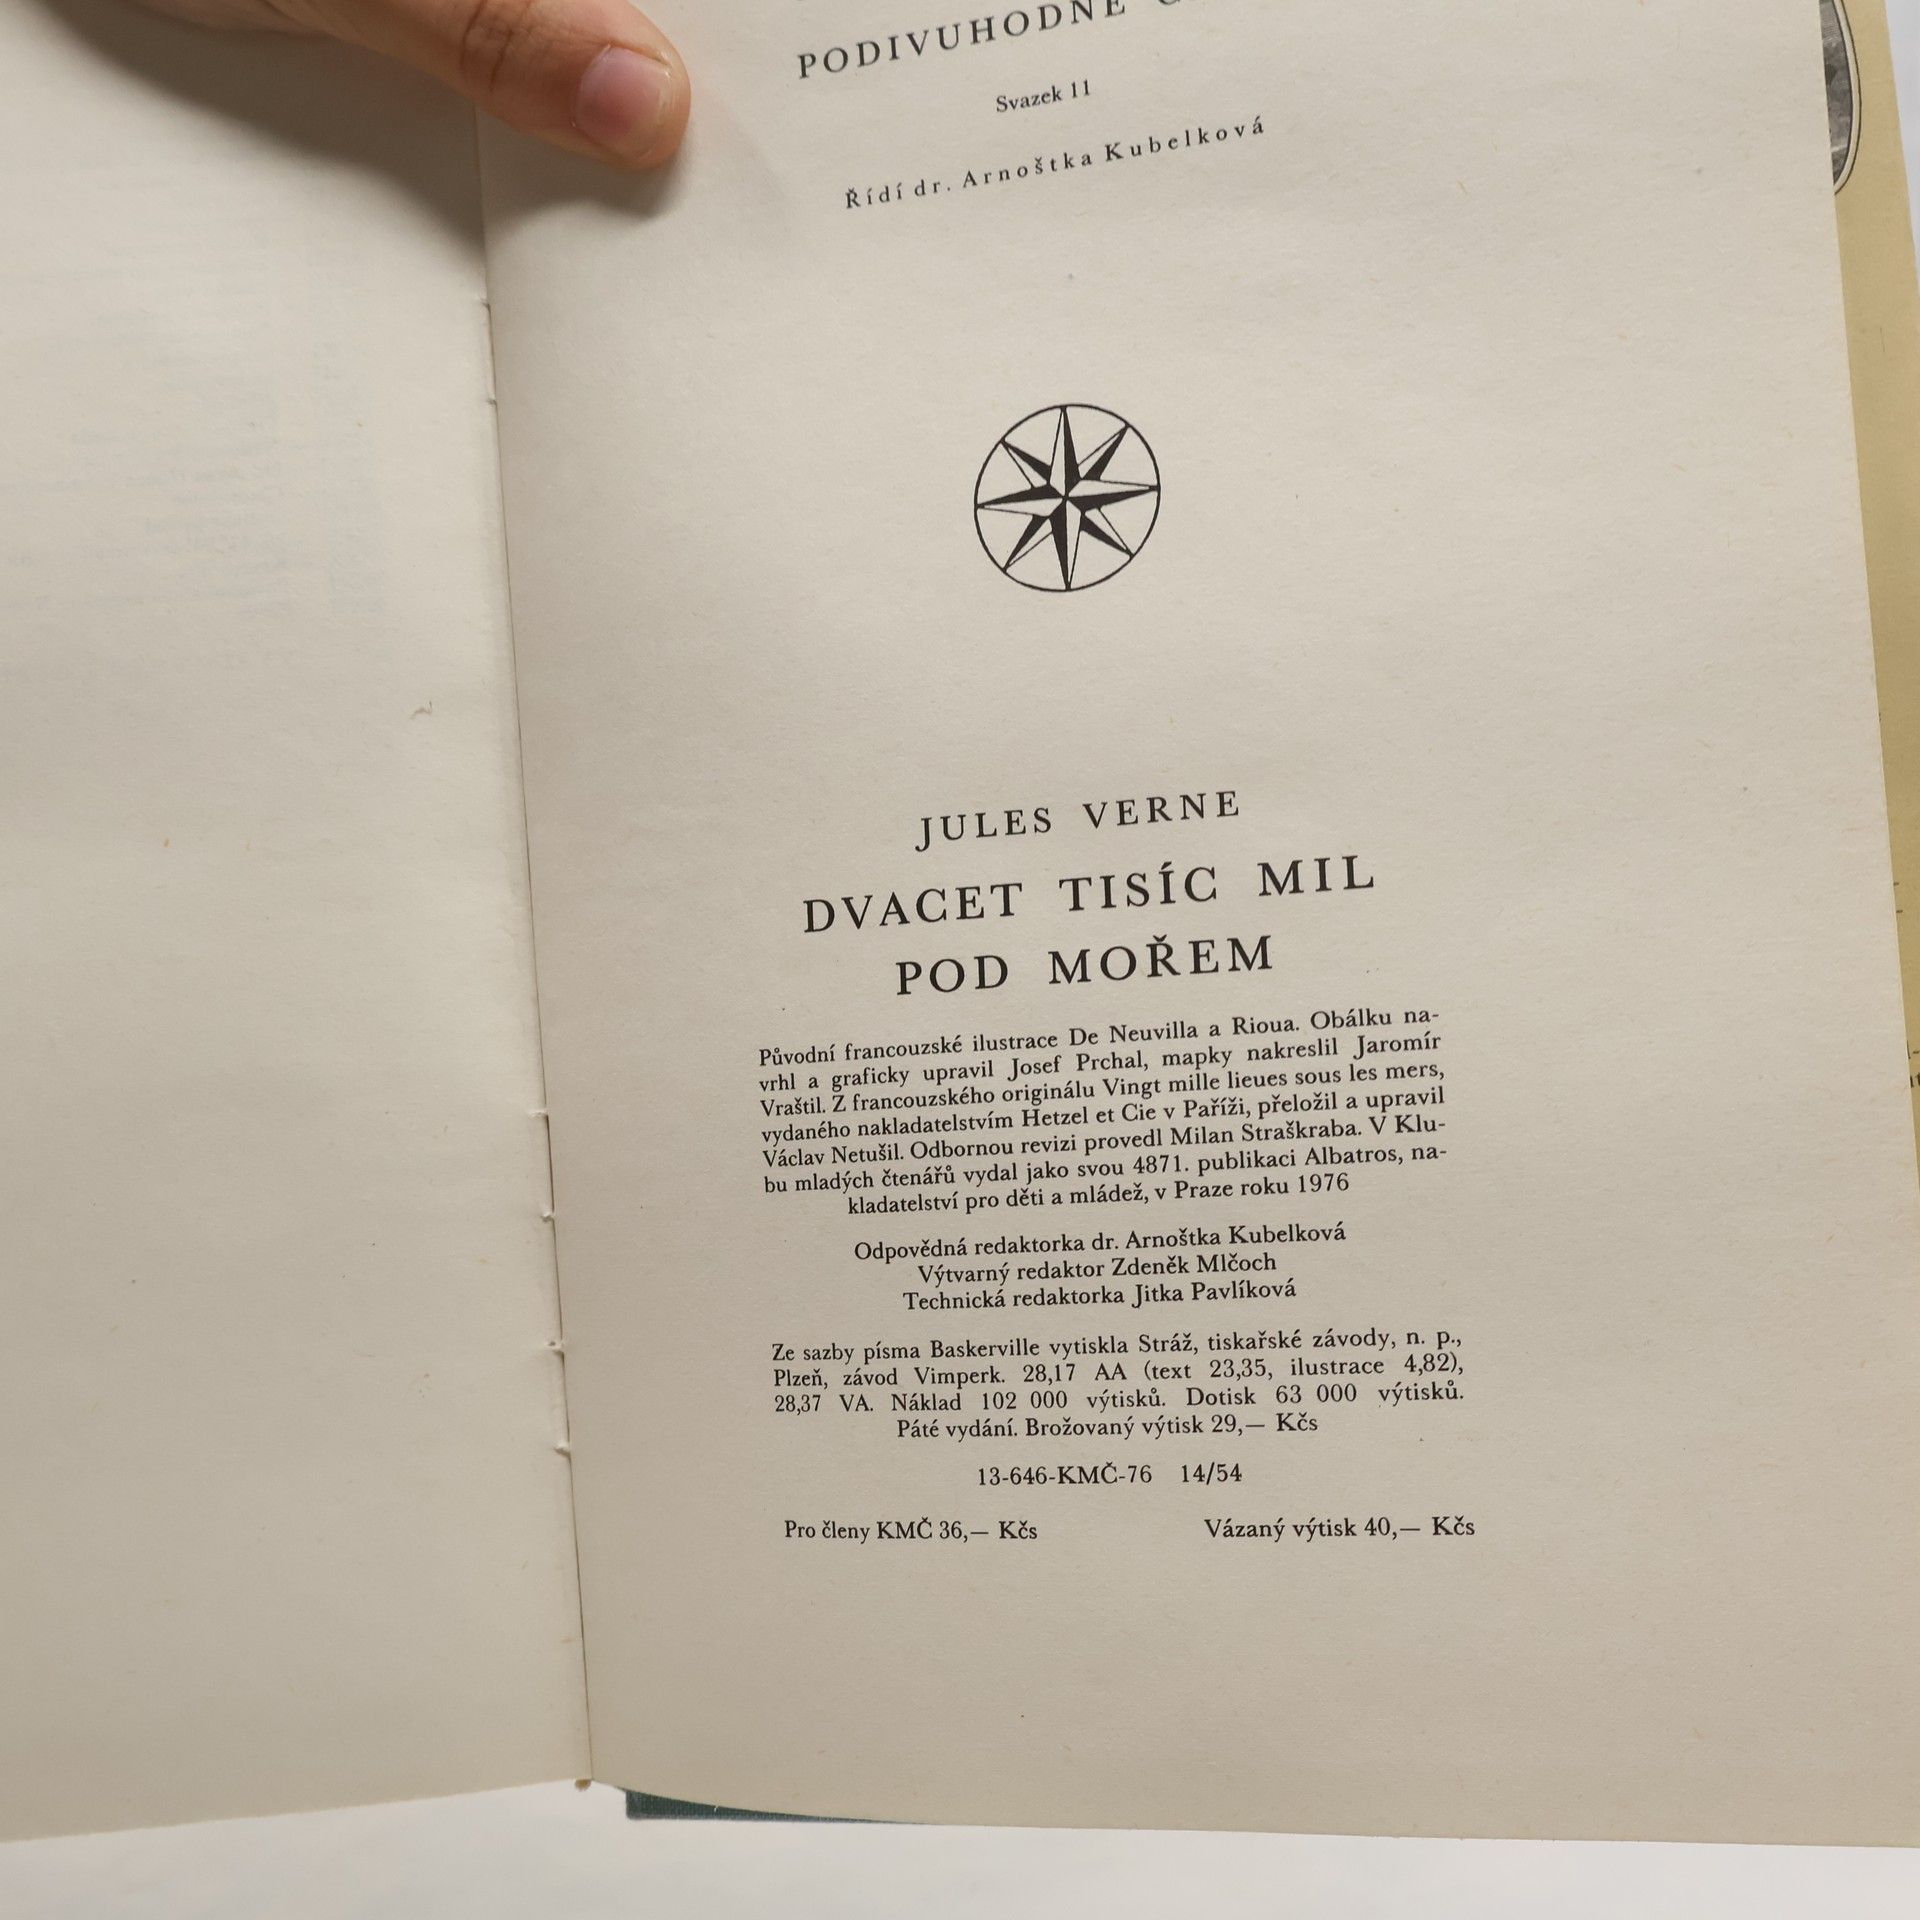 PODIVUHODNÉ
Svazek 11
Řídí dr. Arnoštka Kubelková
JULES VERNE
DVACET TISÍC MIL
POD MOŘEM
Původní francouzské ilustrace De Neuvilla a Rioua. Obálku na-
vrhl a graficky upravil Josef Prchal, mapky nakreslil Jaromír
Vraštil. Z francouzského originálu Vingt mille lieues sous les mers,
vydaného nakladatelstvím Hetzel et Cie v Paříži, přeložil a upravil
Václav Netušil. Odbornou revizi provedl Milan Straškraba. V Klu-
bu mladých čtenářů vydal jako svou 4871. publikaci Albatros, na-
kladatelství pro děti a mládež, v Praze roku 1976
Odpovědná redaktorka dr. Arnoštka Kubelková
Výtvarný redaktor Zdeněk Mlčoch
Technická redaktorka Jitka Pavlíková
Ze sazby písma Baskerville vytiskla Stráž, tiskařské závody, n. p.,
Plzeň, závod Vimperk. 28,17 AA (text 23,35, ilustrace 4,82),
28,37 VA. Náklad 102 000 výtisků. Dotisk 63 000 výtisků.
Páté vydání. Brožovaný výtisk 29,— Kčs
13-646-KMČ-76 14/54
Pro členy KMČ 36,— Kčs Vázaný výtisk 40,— Kčs